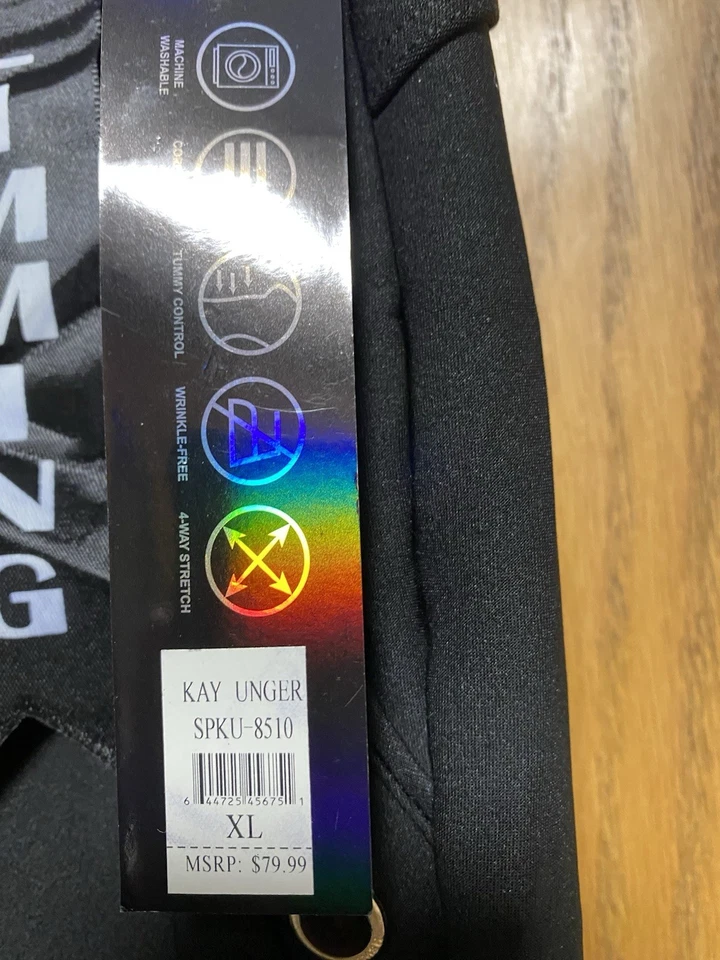 MACHINE
WASHABLE
TUMMY CONTROL
WRINKLE-FREE
4-WAY STRETCH
KAY UNGER
SPKU-8510
6 44725 45675 1
XL
MSRP: $79.99